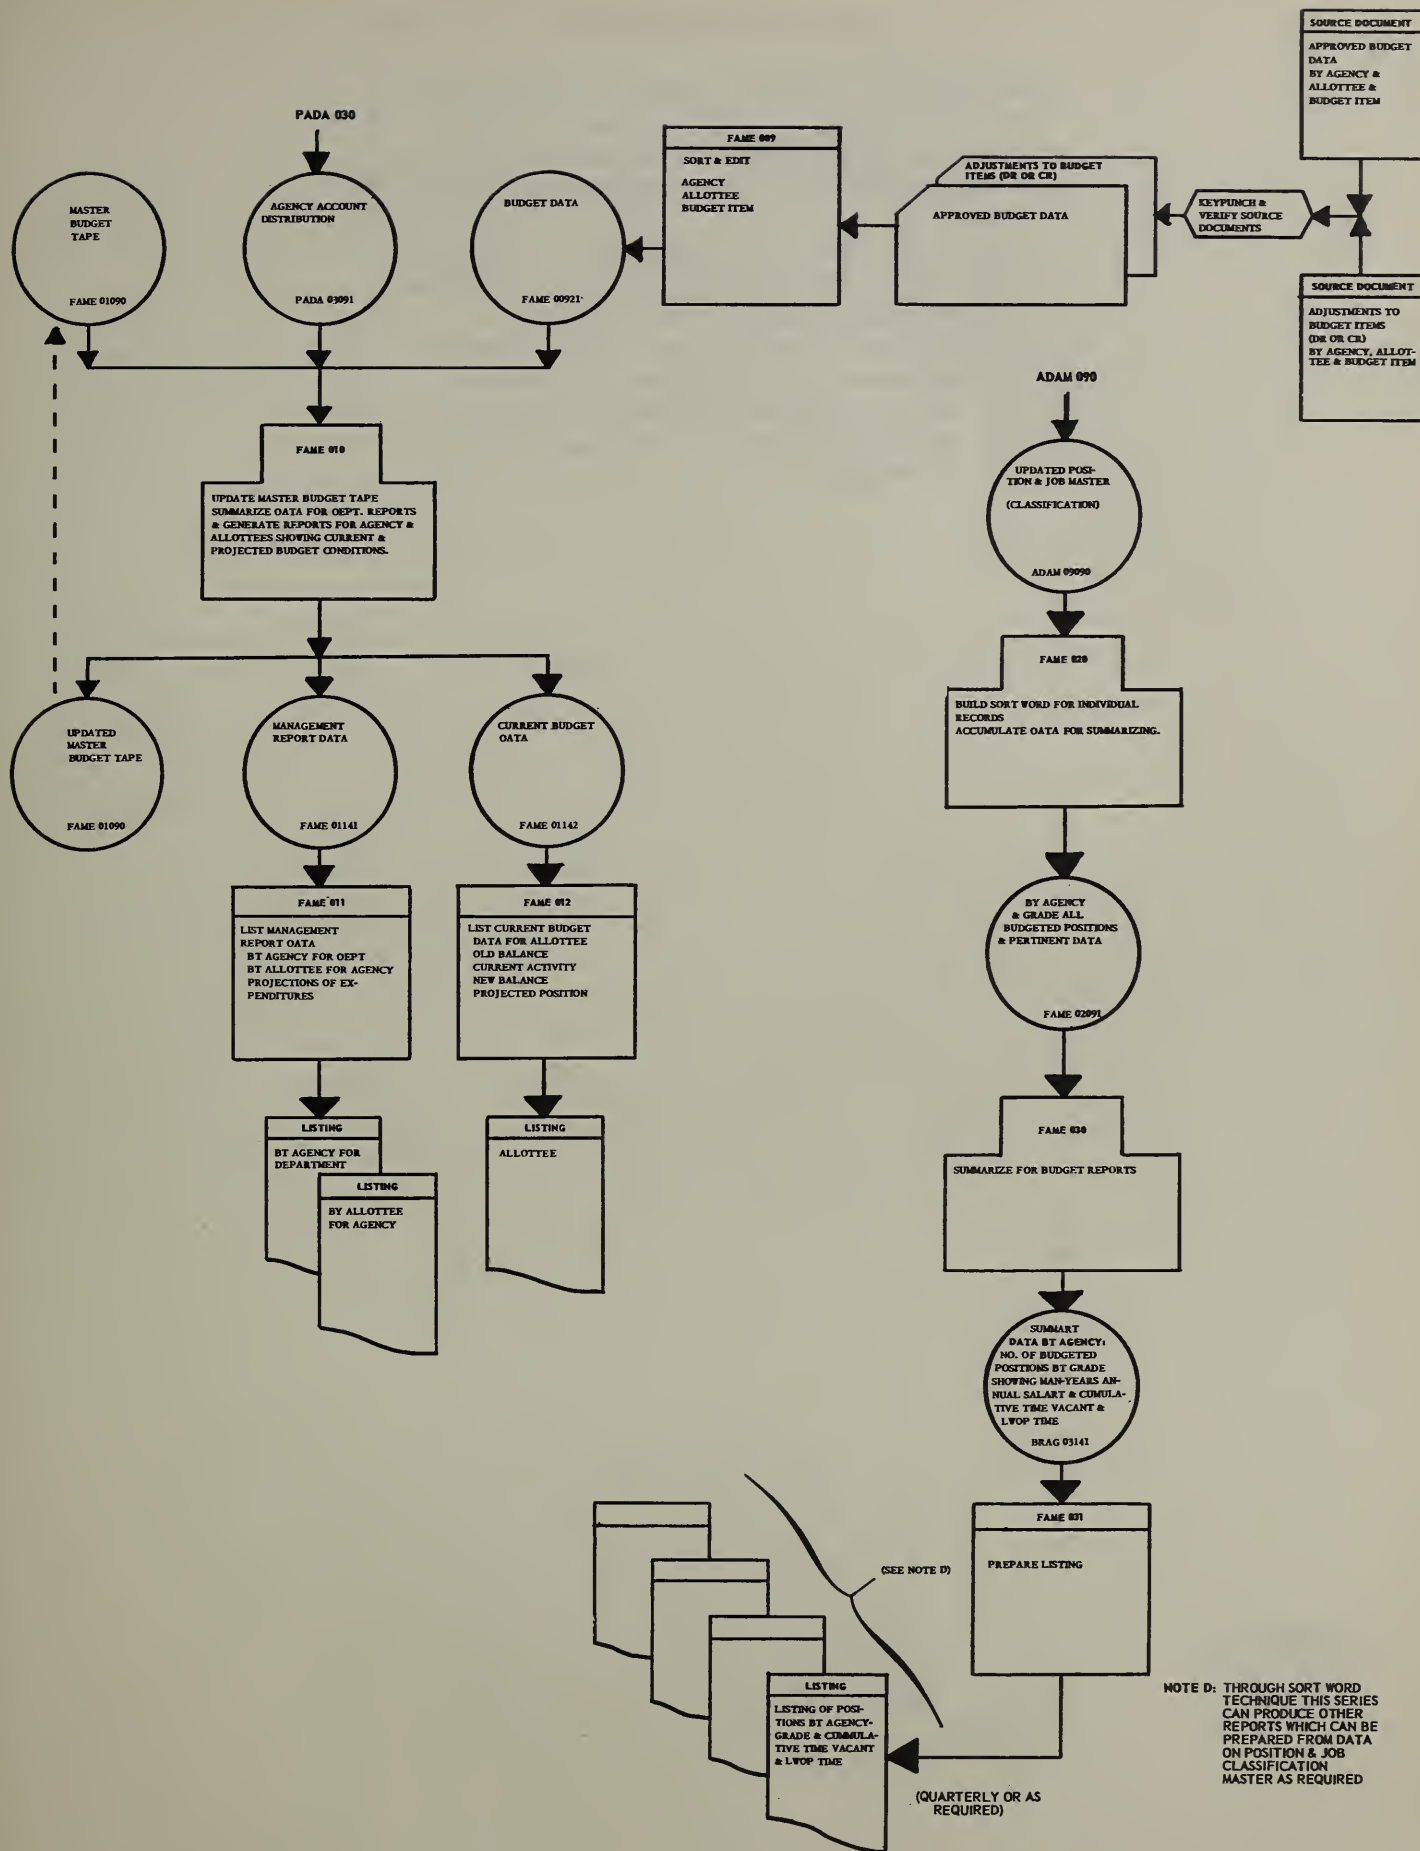 SOURCE DOCUMENT
APPROVED BUDGET
DATA
BY AGENCY &
ALLOTTEE &
BUDGET ITEM
PADA 030
MASTER
BUDGET
TAPE
FAME 01090
AGENCY ACCOUNT
DISTRIBUTION
PADA 03091
BUDGET DATA
FAME 00921
FAME 009
SORT & EDIT
AGENCY
ALLOTTEE
BUDGET ITEM
ADJUSTMENTS TO BUDGET
ITEMS (DR OR CR)
APPROVED BUDGET DATA
KEYPUNCH &
VERIFY SOURCE
DOCUMENTS
SOURCE DOCUMENT
ADJUSTMENTS TO
BUDGET ITEMS
(DR OR CR)
BY AGENCY, ALLOT-
TEE & BUDGET ITEM
FAME 010
UPDATE MASTER BUDGET TAPE
SUMMARIZE OATA FOR OEPT. REPORTS
& GENERATE REPORTS FOR AGENCY &
ALLOTTEES SHOWING CURRENT &
PROJECTED BUDGET CONDITIONS.
UPDATED
MASTER
BUDGET TAPE
FAME 01090
MANAGEMENT
REPORT DATA
FAME 01141
CURRENT BUDGET
OATA
FAME 01142
FAME 011
LIST MANAGEMENT
REPORT OATA
BT AGENCY FOR OEPT
BT ALLOTTEE FOR AGENCY
PROJECTIONS OF EX-
PENDITURES
FAME 012
LIST CURRENT BUDGET
DATA FOR ALLOTTEE
OLD BALANCE
CURRENT ACTIVITY
NEW BALANCE
PROJECTED POSITION
LISTING
BT AGENCY FOR
DEPARTMENT
LISTING
BY ALLOTTEE
FOR AGENCY
LISTING
ALLOTTEE
ADAM 090
UPDATED POSI-
TION & JOB MASTER
(CLASSIFICATION)
ADAM 09090
FAME 020
BUILD SORT WORD FOR INDIVIDUAL
RECORDS
ACCUMULATE OATA FOR SUMMARIZING.
BY AGENCY
& GRADE ALL
BUDGETED POSITIONS
& PERTINENT DATA
FAME 02091
FAME 030
SUMMARIZE FOR BUDGET REPORTS
SUMMART
DATA BT AGENCY:
NO. OF BUDGETED
POSITIONS BT GRADE
SHOWING MAN-YEARS AN-
NUAL SALART & CUMULA-
TIVE TIME VACANT &
LWOP TIME
BRAG 03141
FAME 031
PREPARE LISTING
(SEE NOTE D)
LISTING
LISTING OF POSI-
TIONS BT AGENCY-
GRADE & CUMMULA-
TIVE TIME VACANT
& LWOP TIME
(QUARTERLY OR AS
REQUIRED)
NOTE D: THROUGH SORT WORD
TECHNIQUE THIS SERIES
CAN PRODUCE OTHER
REPORTS WHICH CAN BE
PREPARED FROM DATA
ON POSITION & JOB
CLASSIFICATION
MASTER AS REQUIRED